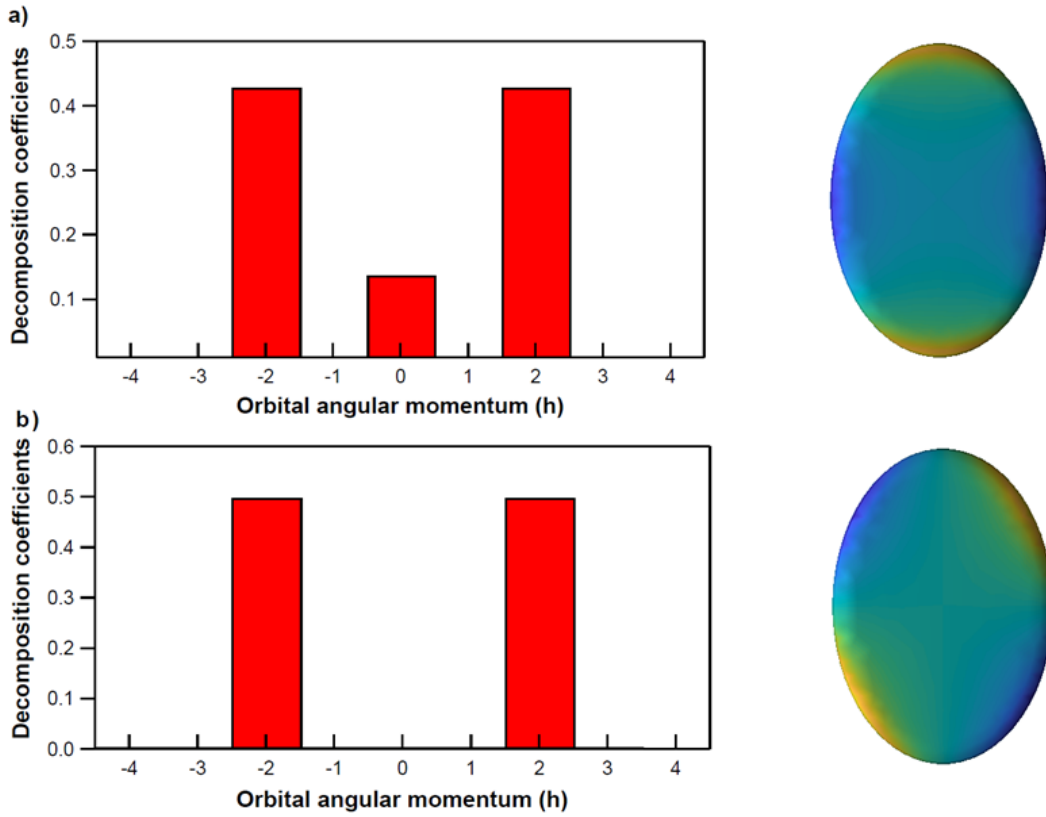 a)
Decomposition coefficients
0.5
0.4
0.3
0.2
0.1
-4 -3 -2 -1 0 1 2 3 4
Orbital angular momentum (h)
b)
Decomposition coefficients
0.6
0.5
0.4
0.3
0.2
0.1
0.0
-4 -3 -2 -1 0 1 2 3 4
Orbital angular momentum (h)